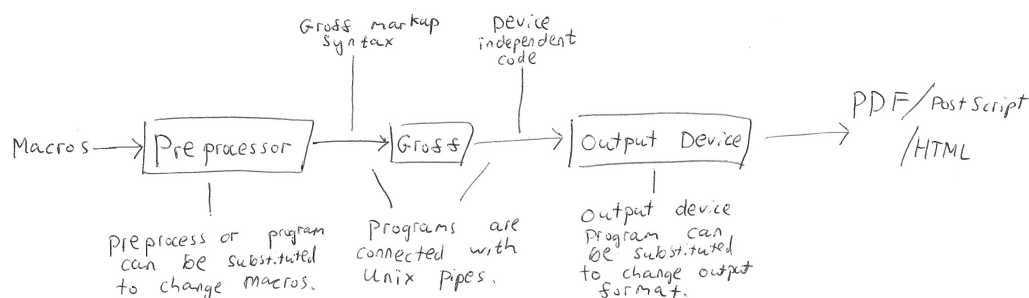 Groff markup
Syntax
Device
independent
code
Macros
Preprocessor
Groff
Output Device
PDF/PostScript
/HTML
Preprocessor program
can be substituted
to change macros.
Programs are
connected with
Unix Pipes.
Output device
Program can
be substituted
to change output
format.